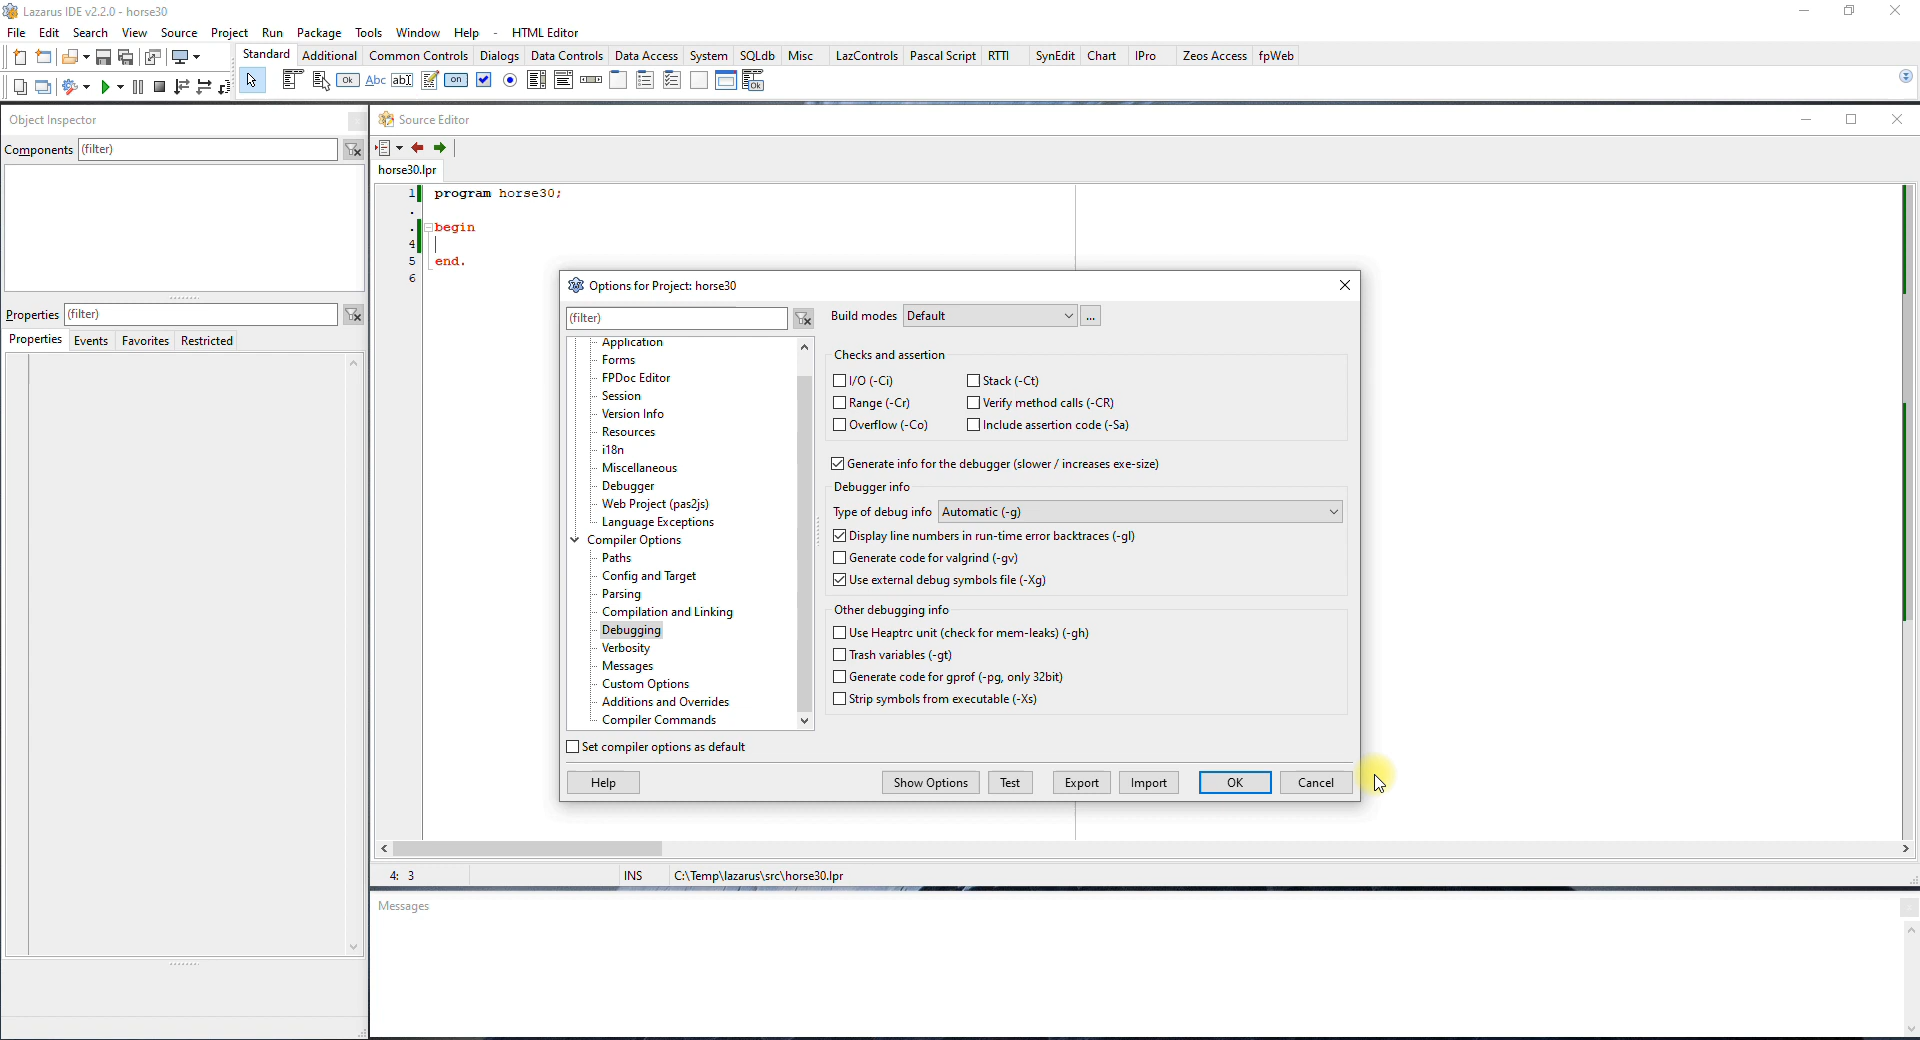 Lazarus IDE v2.2.0 - horse30
File Edit Search View Source Project Run Package Tools Window Help - HTML Editor
Standard Additional Common Controls Dialogs Data Controls Data Access System SQLdb Misc LazControls Pascal Script RTTI SynEdit Chart IPro Zeos Access fpWeb
Ok Abc abI on Ok
Object Inspector
Components (filter)
Properties (filter)
Properties Events Favorites Restricted
Source Editor
horse30.lpr
1 program horse30;
.
. begin
4
5 end.
6
Options for Project: horse30
(filter)
Build modes Default ...
Application
Forms
FPDoc Editor
Session
Version Info
Resources
i18n
Miscellaneous
Debugger
Web Project (pas2js)
Language Exceptions
Compiler Options
Paths
Config and Target
Parsing
Compilation and Linking
Debugging
Verbosity
Messages
Custom Options
Additions and Overrides
Compiler Commands
Checks and assertion
I/O (-Ci) Stack (-Ct)
Range (-Cr) Verify method calls (-CR)
Overflow (-Co) Include assertion code (-Sa)
Generate info for the debugger (slower / increases exe-size)
Debugger info
Type of debug info Automatic (-g)
Display line numbers in run-time error backtraces (-gl)
Generate code for valgrind (-gv)
Use external debug symbols file (-Xg)
Other debugging info
Use Heaptrc unit (check for mem-leaks) (-gh)
Trash variables (-gt)
Generate code for gprof (-pg, only 32bit)
Strip symbols from executable (-Xs)
Set compiler options as default
Help Show Options Test Export Import OK Cancel
4: 3 INS C:\Temp\lazarus\src\horse30.lpr
Messages